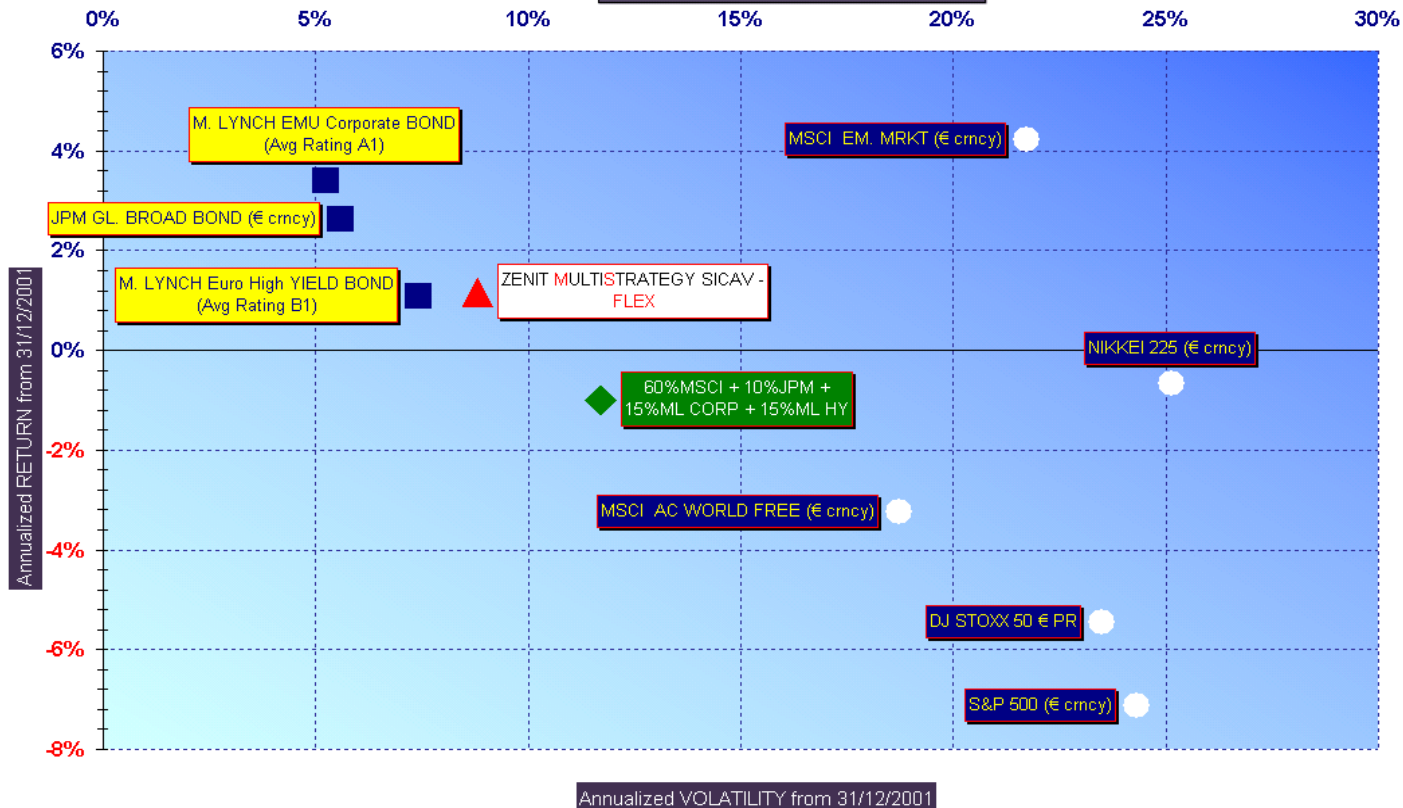 0% 5% 10% 15% 20% 25% 30%
6%
M. LYNCH EMU Corporate BOND
(Avg Rating A1)
MSCI  EM. MRKT (€ crncy)
4%
JPM GL. BROAD BOND (€ crncy)
2%
M. LYNCH Euro High YIELD BOND
(Avg Rating B1)
ZENIT MULTISTRATEGY SICAV -
FLEX
NIKKEI 225 (€ crncy)
0%
60%MSCI + 10%JPM +
15%ML CORP + 15%ML HY
-2%
MSCI  AC WORLD FREE (€ crncy)
-4%
DJ STOXX 50 € PR
-6%
S&P 500 (€ crncy)
-8%
Annualized RETURN from 31/12/2001
Annualized VOLATILITY from 31/12/2001